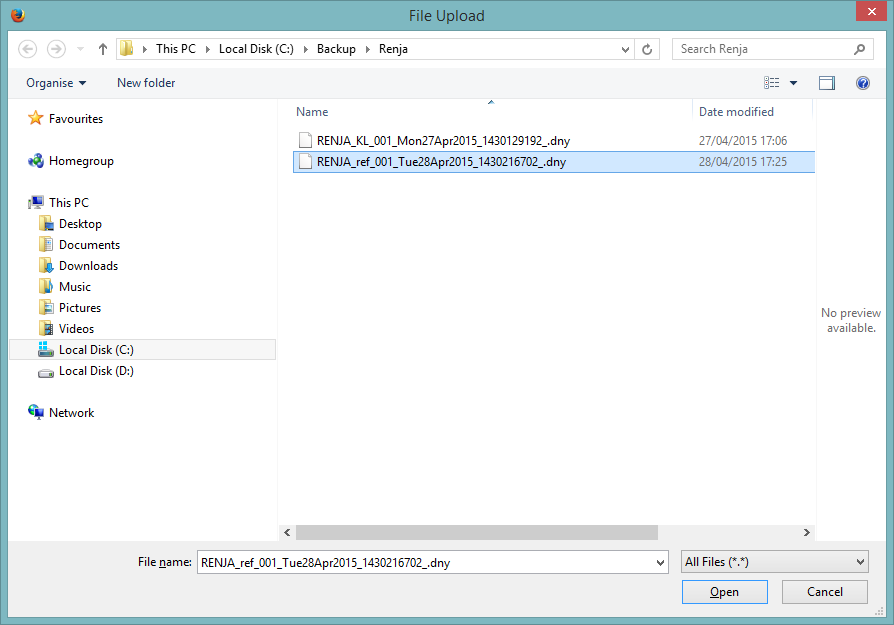 File Upload
This PC Local Disk (C:) Backup Renja
Search Renja
Organise New folder
Name Date modified
Favourites
Homegroup
This PC
Desktop
Documents
Downloads
Music
Pictures
Videos
Local Disk (C:)
Local Disk (D:)
Network
RENJA_KL_001_Mon27Apr2015_1430129192_.dny 27/04/2015 17:06
RENJA_ref_001_Tue28Apr2015_1430216702_.dny 28/04/2015 17:25
No preview
available.
File name: RENJA_ref_001_Tue28Apr2015_1430216702_.dny All Files (*.*)
Open Cancel